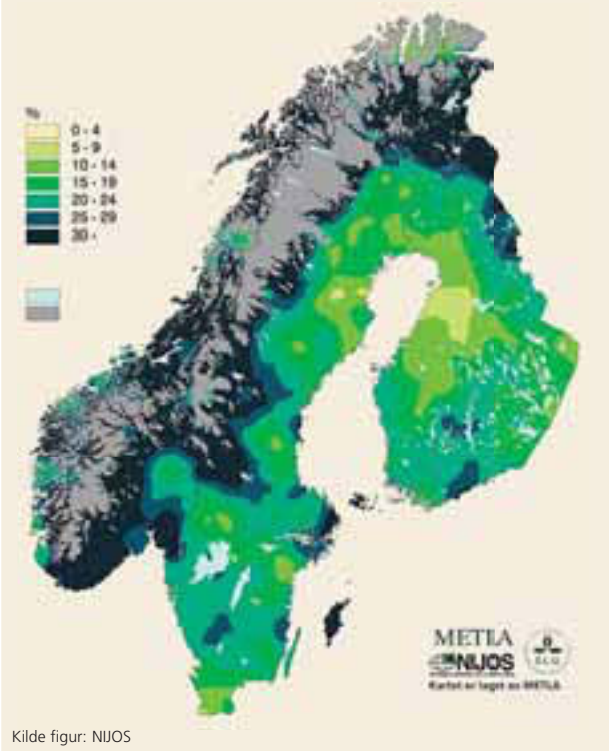 %
0 - 4
5 - 9
10 - 14
15 - 19
20 - 24
25 - 29
30 -
METLA
NIJOS
Kartet er laget av METLA
Kilde figur: NIJOS